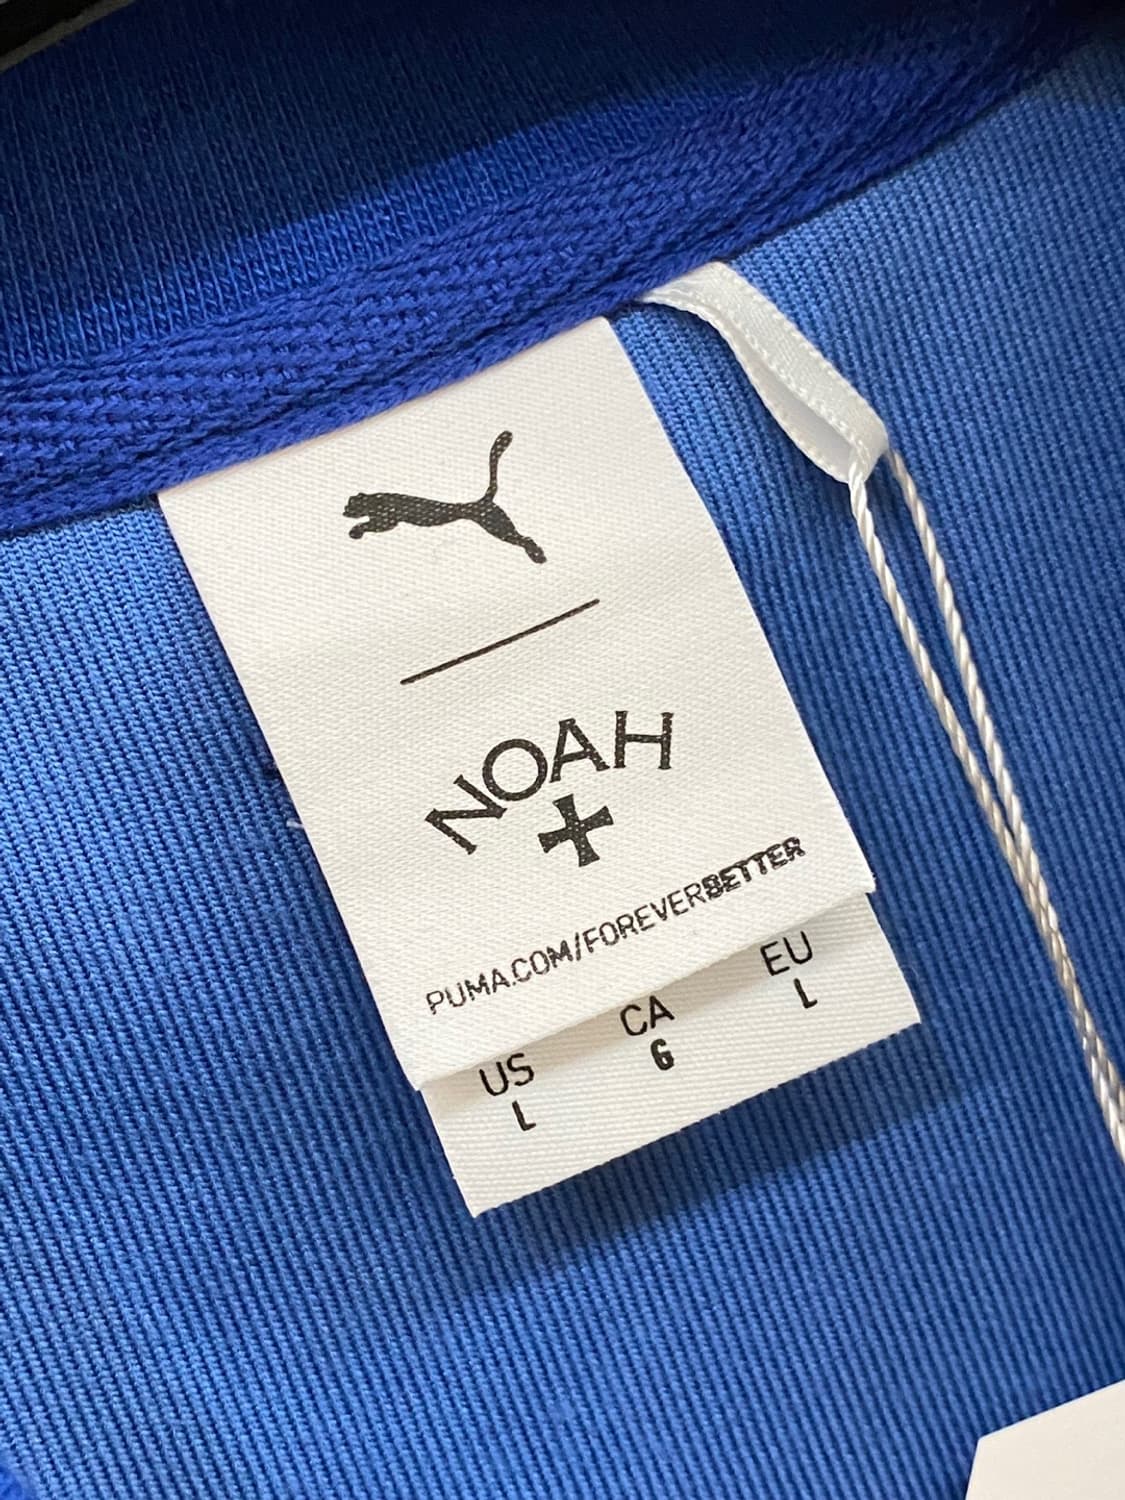 NOAH
PUMA.COM/FOREVERBETTER
US CA EU
L G L